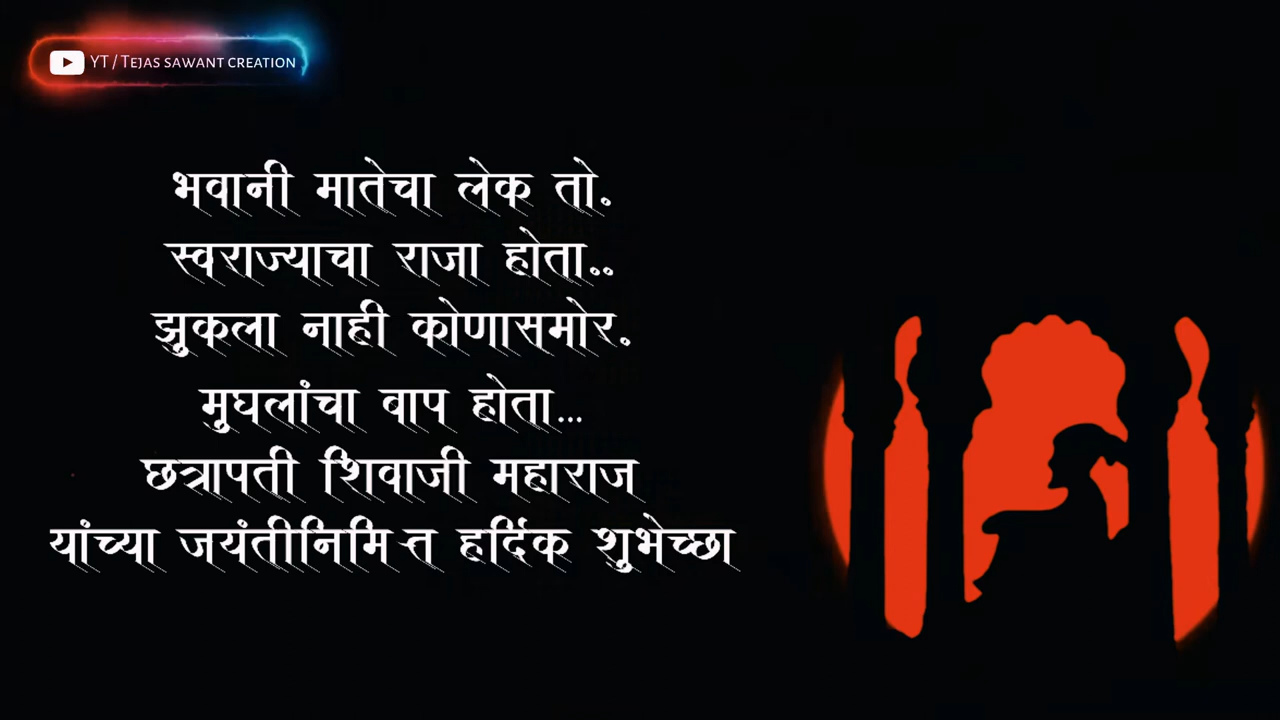 YT / Tejas sawant creation
भवानी मातेचा लेक तो.
स्वराज्याचा राजा होता..
झुकला नाही कोणासमोर.
मुघलांचा वाप होता...
छत्रापती शिवाजी महाराज
यांच्या जयंतीनिमित्त हर्दिक शुभेच्छा